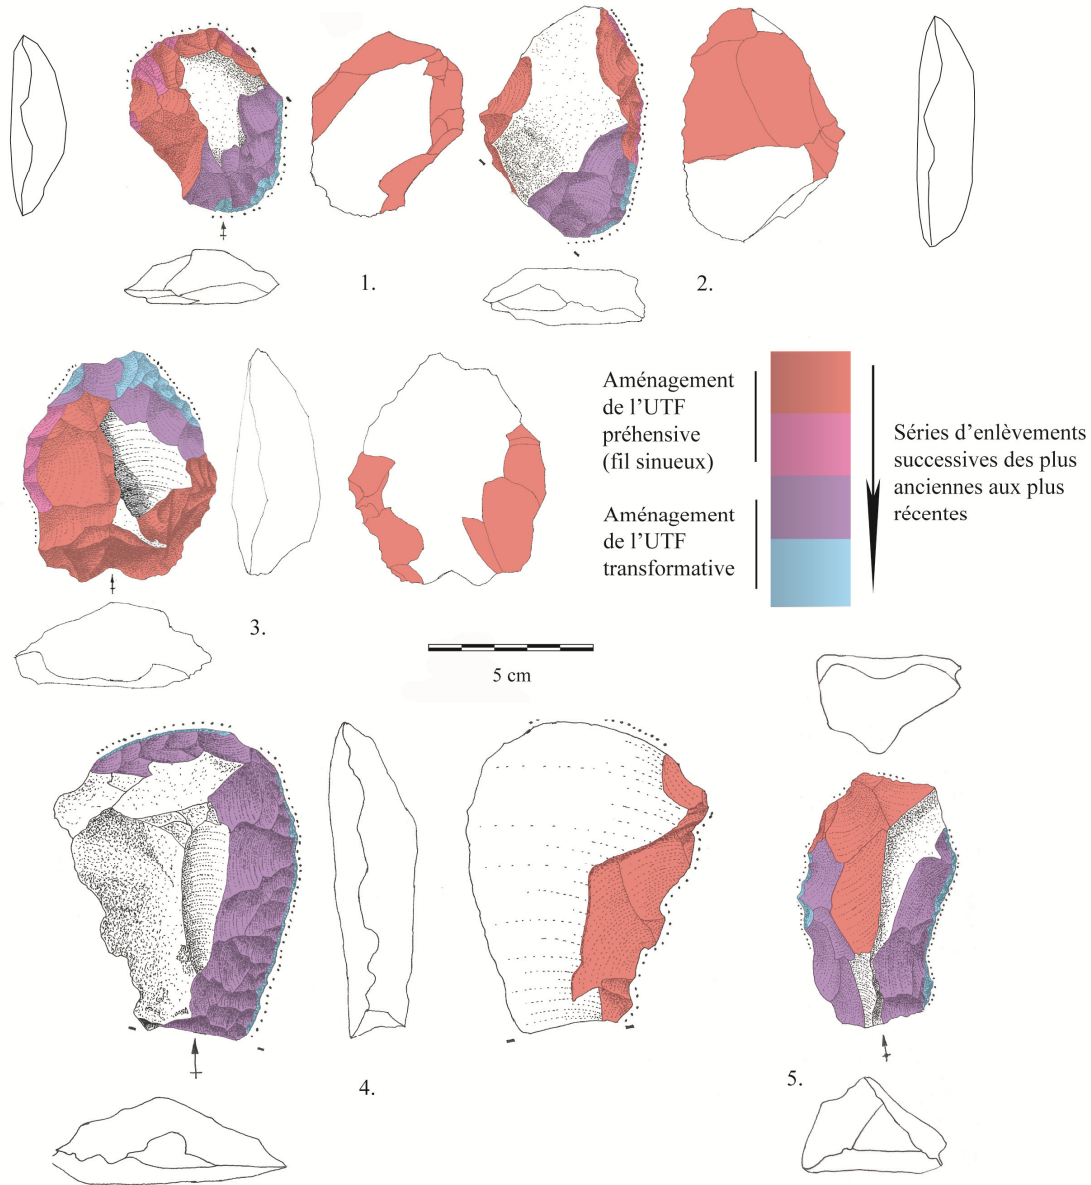 1.
2.
Aménagement
de l’UTF
préhensive
(fil sinueux)
Aménagement
de l’UTF
transformative
Séries d’enlèvements
successives des plus
anciennes aux plus
récentes
3.
5 cm
4.
5.